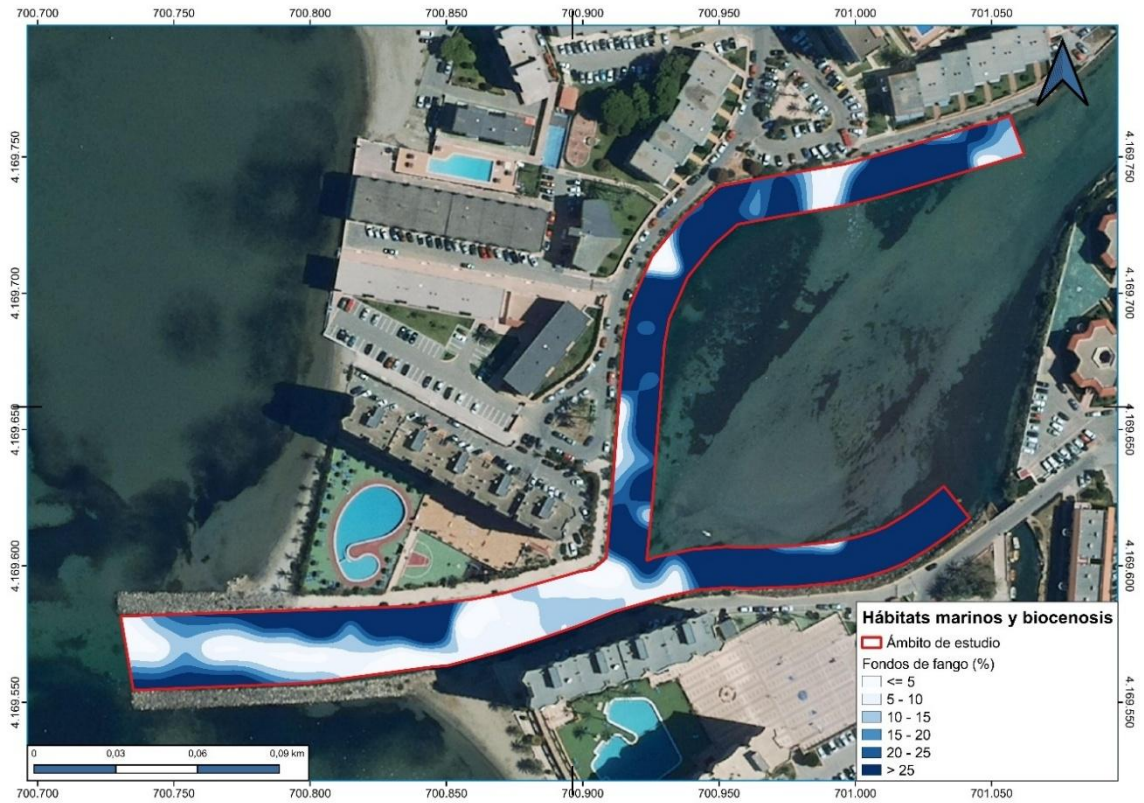 700.700 700.750 700.800 700.850 700.900 700.950 701.000 701.050
4.169.750 4.169.750
4.169.700 4.169.700
4.169.650 4.169.650
4.169.600 4.169.600
4.169.550 4.169.550
Hábitats marinos y biocenosis
Ámbito de estudio
Fondos de fango (%)
<= 5
5 - 10
10 - 15
15 - 20
20 - 25
> 25
0 0,03 0,06 0,09 km
700.700 700.750 700.800 700.850 700.900 700.950 701.000 701.050